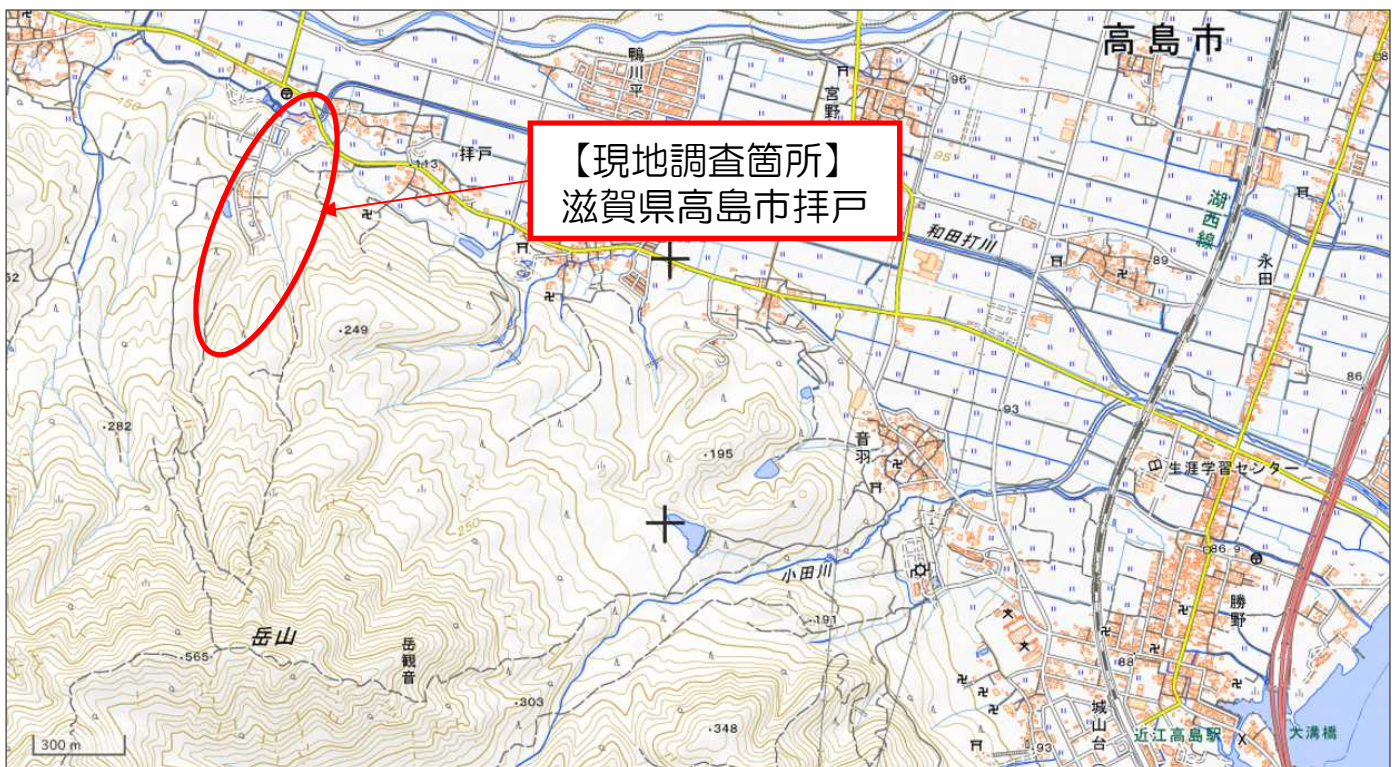 高島市
鴨川平
宮野
96
150
拝戸
113
【現地調査箇所】
滋賀県高島市拝戸
95
湖西線
和田打川
89
永田
52
249
86
282
93
音羽
195
生涯学習センター
250
86.9
小田川
勝野
191
岳山
565
岳観音
88
303
城山台
348
近江高島駅
大溝橋
93
300 m